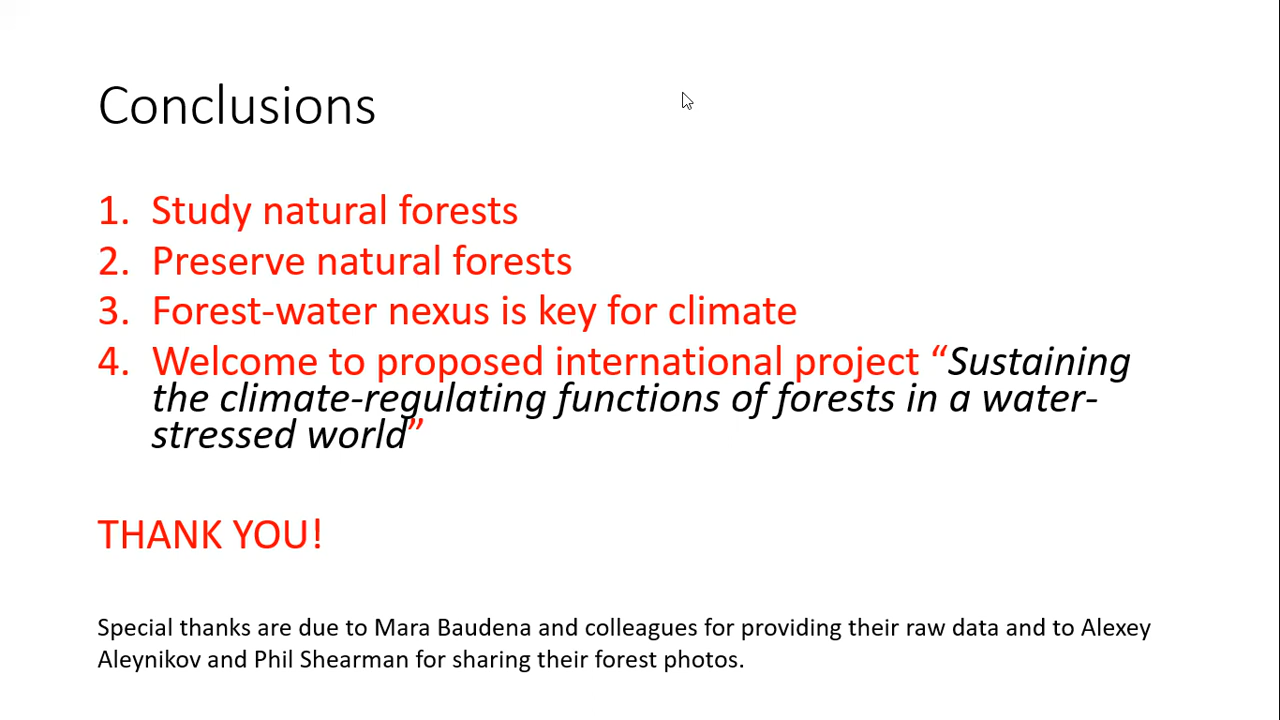 Conclusions
1. Study natural forests
2. Preserve natural forests
3. Forest-water nexus is key for climate
4. Welcome to proposed international project “Sustaining
the climate-regulating functions of forests in a water-
stressed world”
THANK YOU!
Special thanks are due to Mara Baudena and colleagues for providing their raw data and to Alexey
Aleynikov and Phil Shearman for sharing their forest photos.